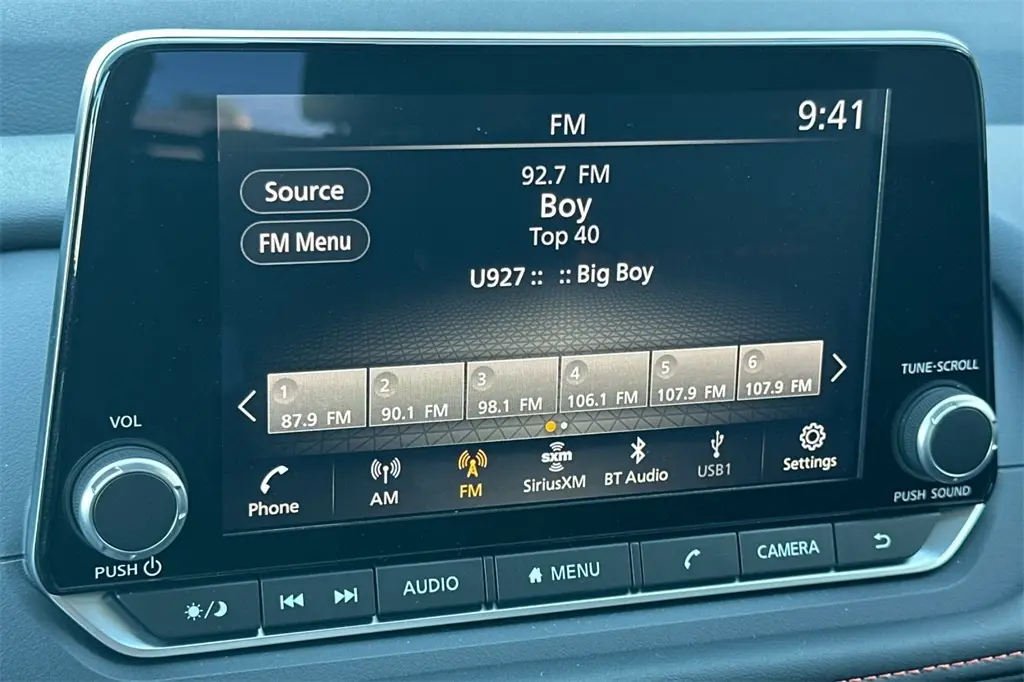 FM
9:41
Source
FM Menu
92.7 FM
Boy
Top 40
U927 :: :: Big Boy
1
87.9 FM
2
90.1 FM
3
98.1 FM
4
106.1 FM
5
107.9 FM
6
107.9 FM
Phone
AM
A
FM
sxm
SiriusXM
BT Audio
USB1
Settings
VOL
PUSH
TUNE·SCROLL
PUSH SOUND
AUDIO
MENU
CAMERA